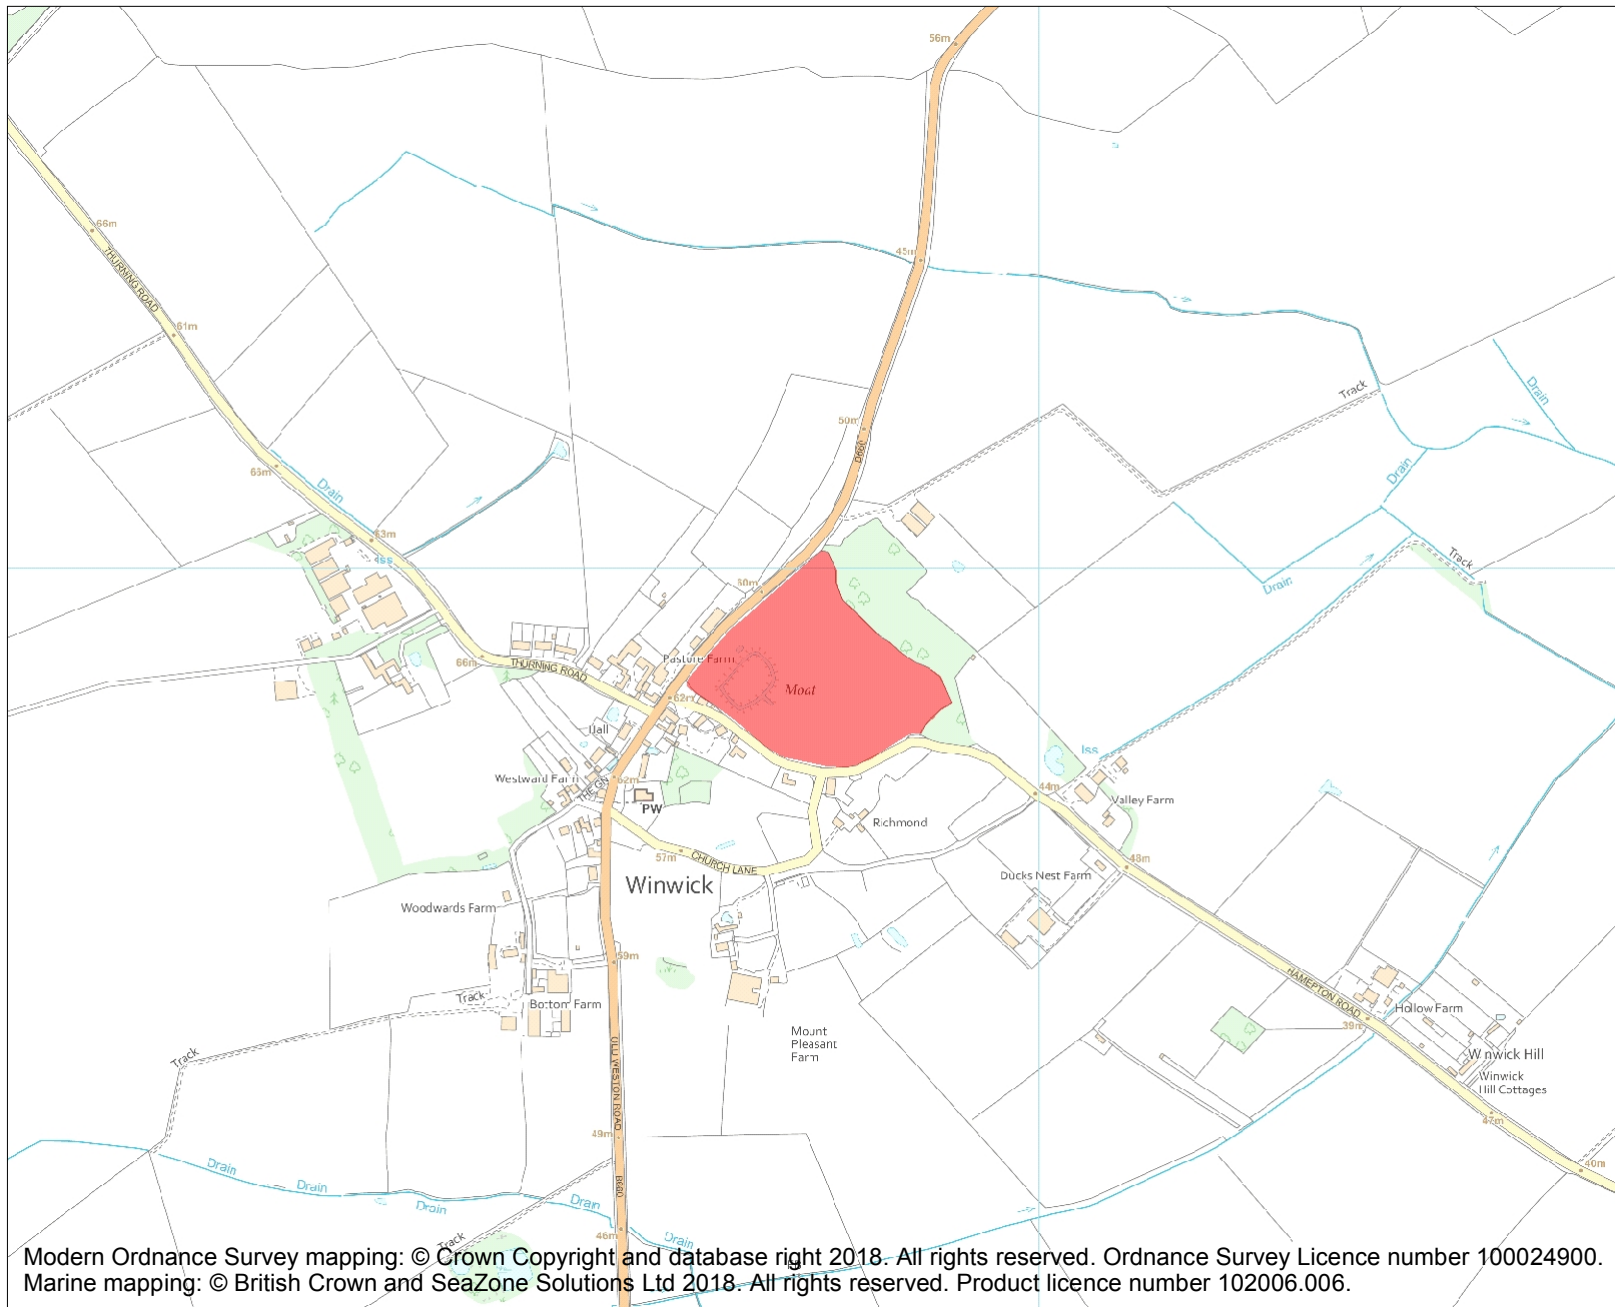 56m
66m
THURNING ROAD
45m
61m
Track
Drain
50m
B660
65m
Drain
Drain
63m
Iss
Track
60m
Drain
Pasture Farm
66m
THURNING ROAD
Moat
62m
Hall
Iss
Westward Farm
62m
44m
Valley Farm
PW
Richmond
57m
CHURCH LANE
48m
Ducks Nest Farm
Winwick
Woodwards Farm
59m
HAMERTON ROAD
Track
Bottom Farm
Hollow Farm
39m
Mount
Pleasant
Farm
Track
Winwick Hill
Winwick
Hill Cottages
OLD WESTON ROAD
47m
49m
40m
Drain
Drain
B660
Drain
Drain
46m
Drain
Track
Modern Ordnance Survey mapping: © Crown Copyright and database right 2018. All rights reserved. Ordnance Survey Licence number 100024900.
Marine mapping: © British Crown and SeaZone Solutions Ltd 2018. All rights reserved. Product licence number 102006.006.